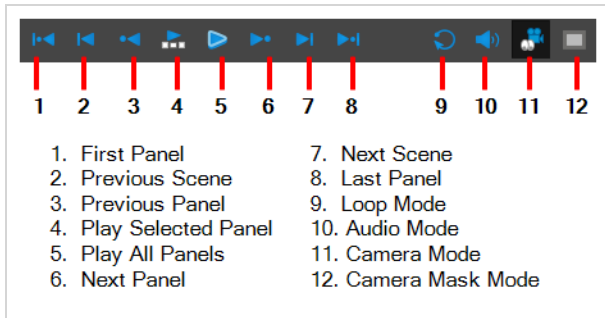 1 2 3 4 5 6 7 8 9 10 11 12
1. First Panel
2. Previous Scene
3. Previous Panel
4. Play Selected Panel
5. Play All Panels
6. Next Panel
7. Next Scene
8. Last Panel
9. Loop Mode
10. Audio Mode
11. Camera Mode
12. Camera Mask Mode